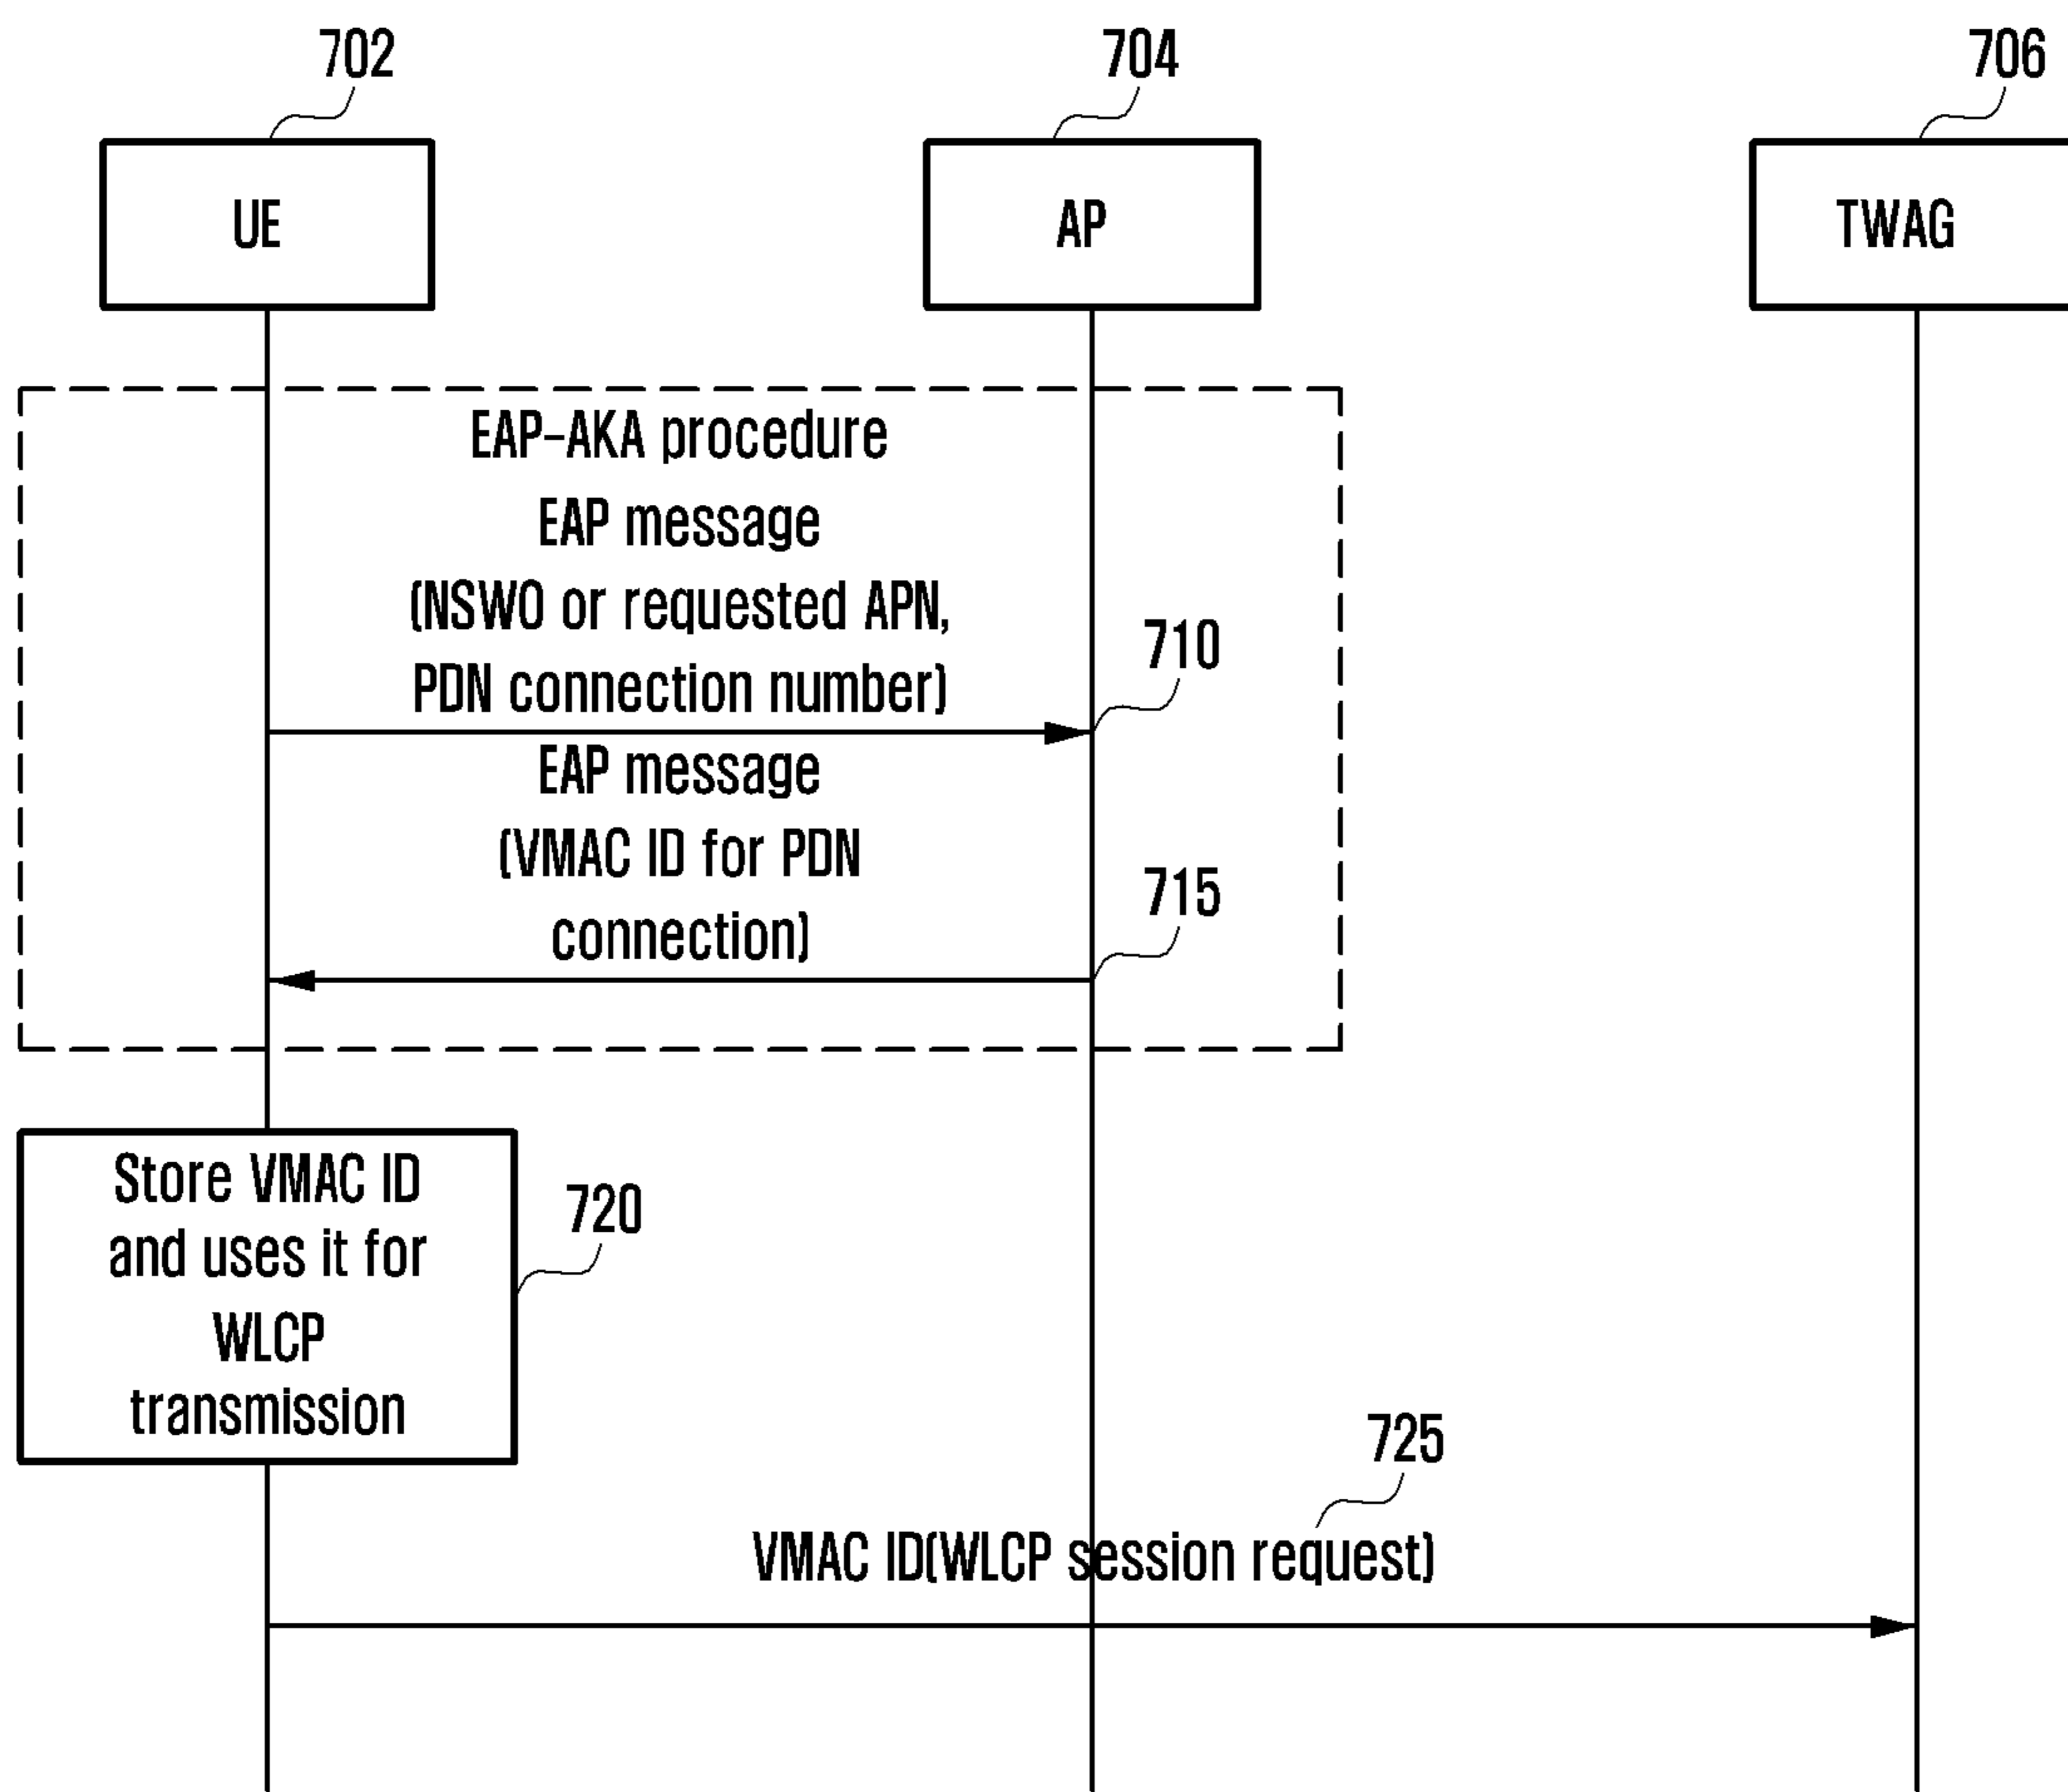 702
704
706
UE
AP
TWAG
EAP-AKA procedure
EAP message
(NSWO or requested APN,
PDN connection number)
710
EAP message
(VMAC ID for PDN
connection)
715
Store VMAC ID
and uses it for
WLCP
transmission
720
725
VMAC ID(WLCP session request)